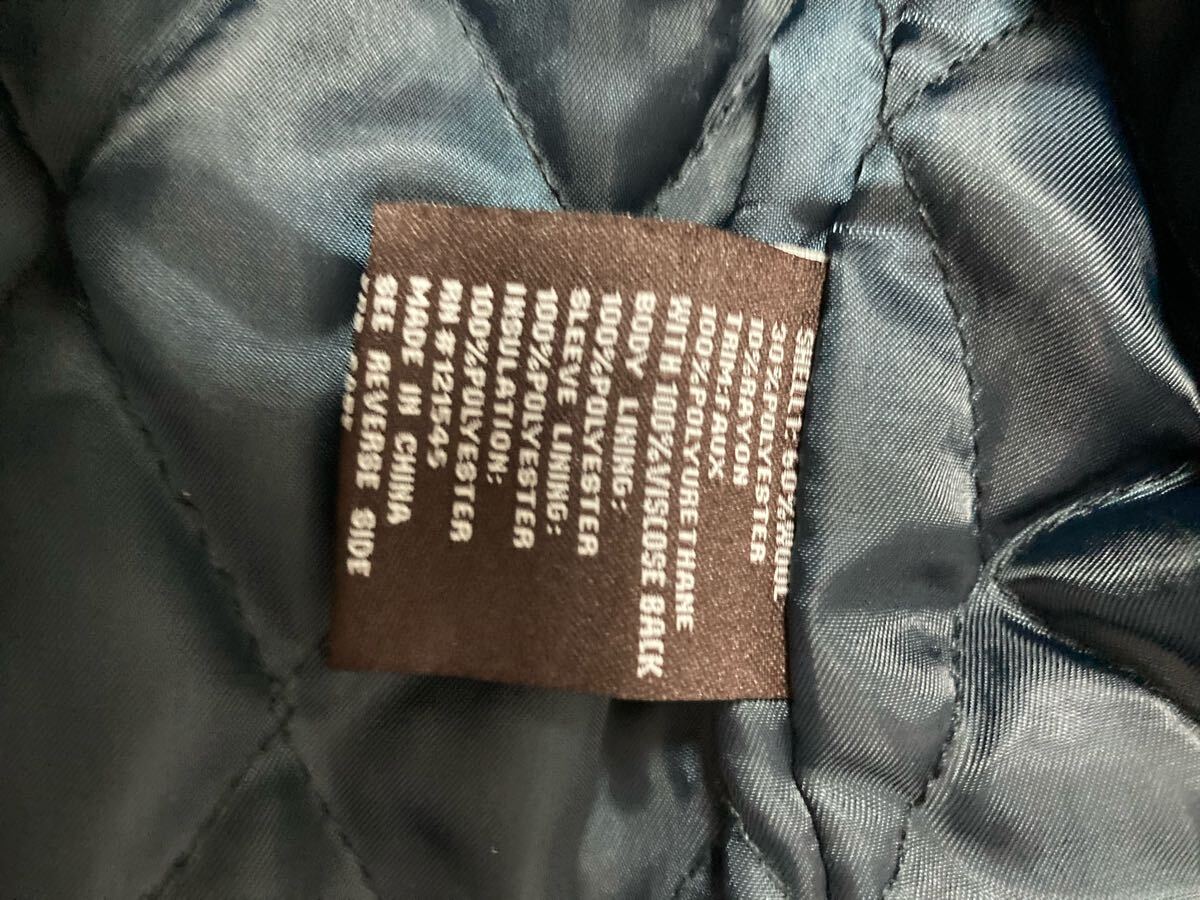 SHELL:60%WOOL
30%POLYESTER
10%RAYON
TRIM:FAUX
100%POLYURETHANE
WITH 100%VISCOSE BACK
BODY LINING:
100%POLYESTER
SLEEVE LINING:
100%POLYESTER
INSULATION:
100%POLYESTER
RN #121545
MADE IN CHINA
SEE REVERSE SIDE